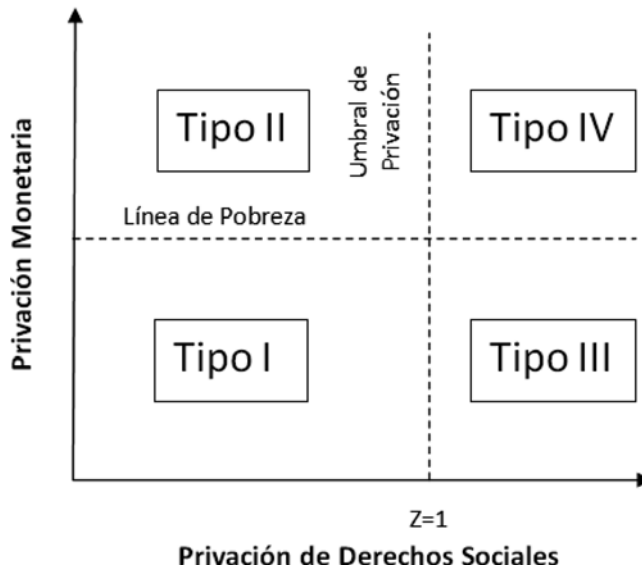 Privación Monetaria
Tipo II
Umbral de
Privación
Tipo IV
Línea de Pobreza
Tipo I
Tipo III
Z=1
Privación de Derechos Sociales